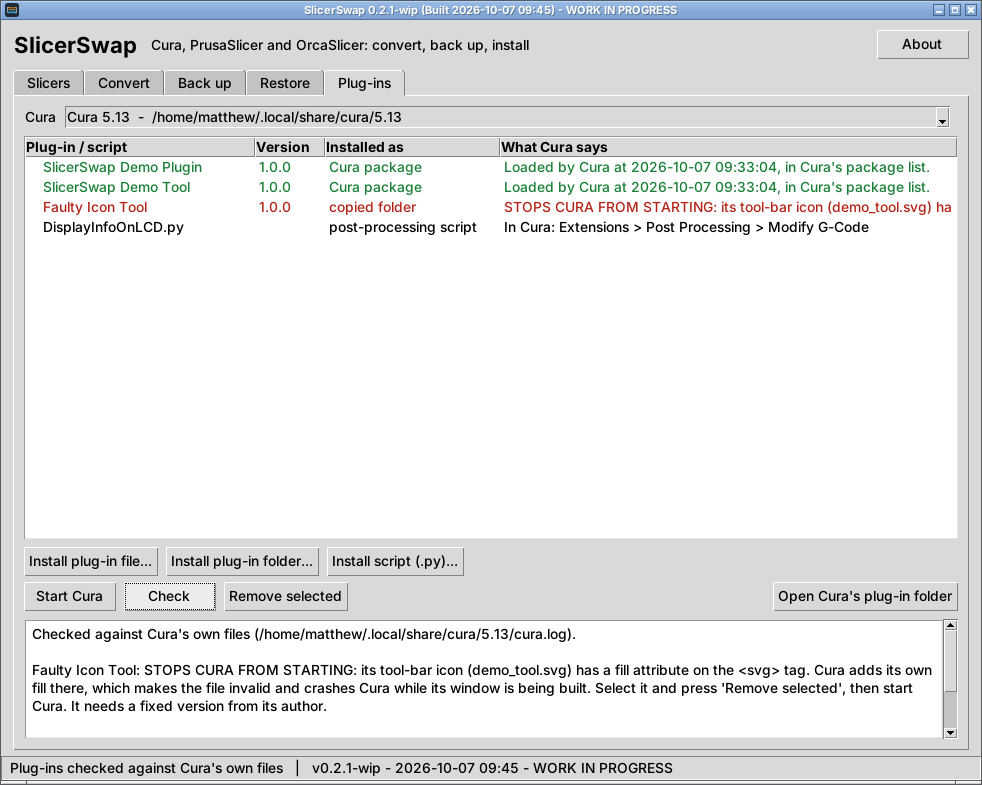 SlicerSwap 0.2.1-wip (Built 2026-10-07 09:45) - WORK IN PROGRESS
SlicerSwap Cura, PrusaSlicer and OrcaSlicer: convert, back up, install About
Slicers Convert Back up Restore Plug-ins
Cura Cura 5.13 - /home/matthew/.local/share/cura/5.13
Plug-in / script Version Installed as What Cura says
SlicerSwap Demo Plugin 1.0.0 Cura package Loaded by Cura at 2026-10-07 09:33:04, in Cura's package list.
SlicerSwap Demo Tool 1.0.0 Cura package Loaded by Cura at 2026-10-07 09:33:04, in Cura's package list.
Faulty Icon Tool 1.0.0 copied folder STOPS CURA FROM STARTING: its tool-bar icon (demo_tool.svg) ha
DisplayInfoOnLCD.py post-processing script In Cura: Extensions > Post Processing > Modify G-Code
Install plug-in file... Install plug-in folder... Install script (.py)...
Start Cura Check Remove selected Open Cura's plug-in folder
Checked against Cura's own files (/home/matthew/.local/share/cura/5.13/cura.log).
Faulty Icon Tool: STOPS CURA FROM STARTING: its tool-bar icon (demo_tool.svg) has a fill attribute on the <svg> tag. Cura adds its own
fill there, which makes the file invalid and crashes Cura while its window is being built. Select it and press 'Remove selected', then start
Cura. It needs a fixed version from its author.
Plug-ins checked against Cura's own files | v0.2.1-wip - 2026-10-07 09:45 - WORK IN PROGRESS